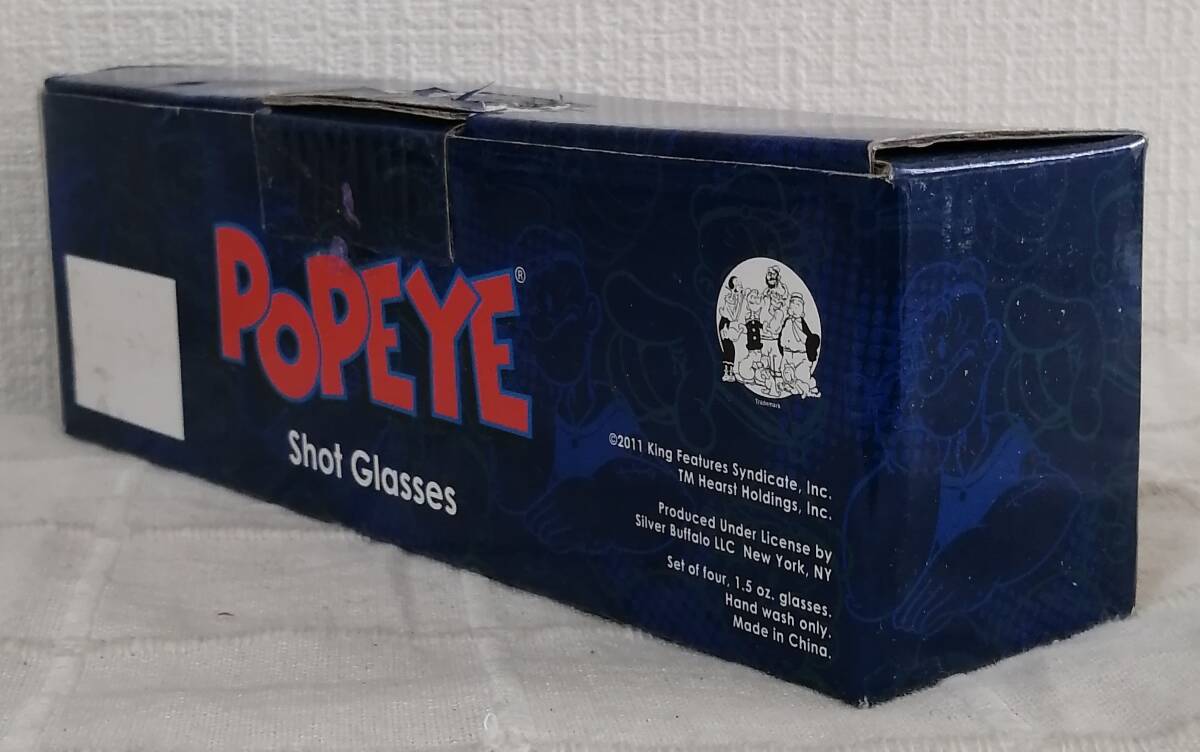 POPEYE®
Shot Glasses
Trademark
©2011 King Features Syndicate, Inc.
TM Hearst Holdings, Inc.
Produced Under License by
Silver Buffalo LLC New York, NY
Set of four, 1.5 oz. glasses.
Hand wash only.
Made in China.